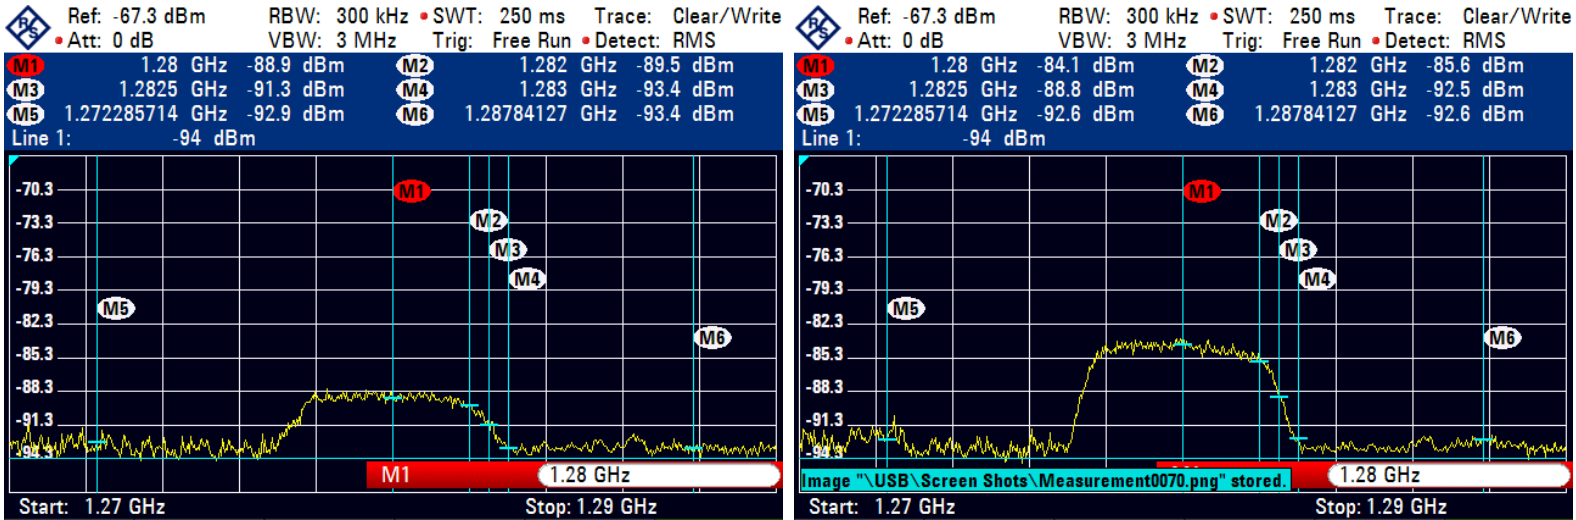 R/S Ref: -67.3 dBm RBW: 300 kHz SWT: 250 ms Trace: Clear/Write
Att: 0 dB VBW: 3 MHz Trig: Free Run Detect: RMS
M1 1.28 GHz -88.9 dBm M2 1.282 GHz -89.5 dBm
M3 1.2825 GHz -91.3 dBm M4 1.283 GHz -93.4 dBm
M5 1.272285714 GHz -92.9 dBm M6 1.28784127 GHz -93.4 dBm
Line 1: -94 dBm
-70.3 M1
-73.3 M2
-76.3 M3
-79.3 M4
M5
-82.3 M6
-85.3
-88.3
-91.3
-94.3
M1 1.28 GHz
Start: 1.27 GHz Stop: 1.29 GHz
R/S Ref: -67.3 dBm RBW: 300 kHz SWT: 250 ms Trace: Clear/Write
Att: 0 dB VBW: 3 MHz Trig: Free Run Detect: RMS
M1 1.28 GHz -84.1 dBm M2 1.282 GHz -85.6 dBm
M3 1.2825 GHz -88.8 dBm M4 1.283 GHz -92.5 dBm
M5 1.272285714 GHz -92.6 dBm M6 1.28784127 GHz -92.6 dBm
Line 1: -94 dBm
-70.3 M1
-73.3 M2
-76.3 M3
-79.3 M4
M5
-82.3 M6
-85.3
-88.3
-91.3
-94.3
1.28 GHz
Image "\USB\Screen Shots\Measurement0070.png" stored.
Start: 1.27 GHz Stop: 1.29 GHz